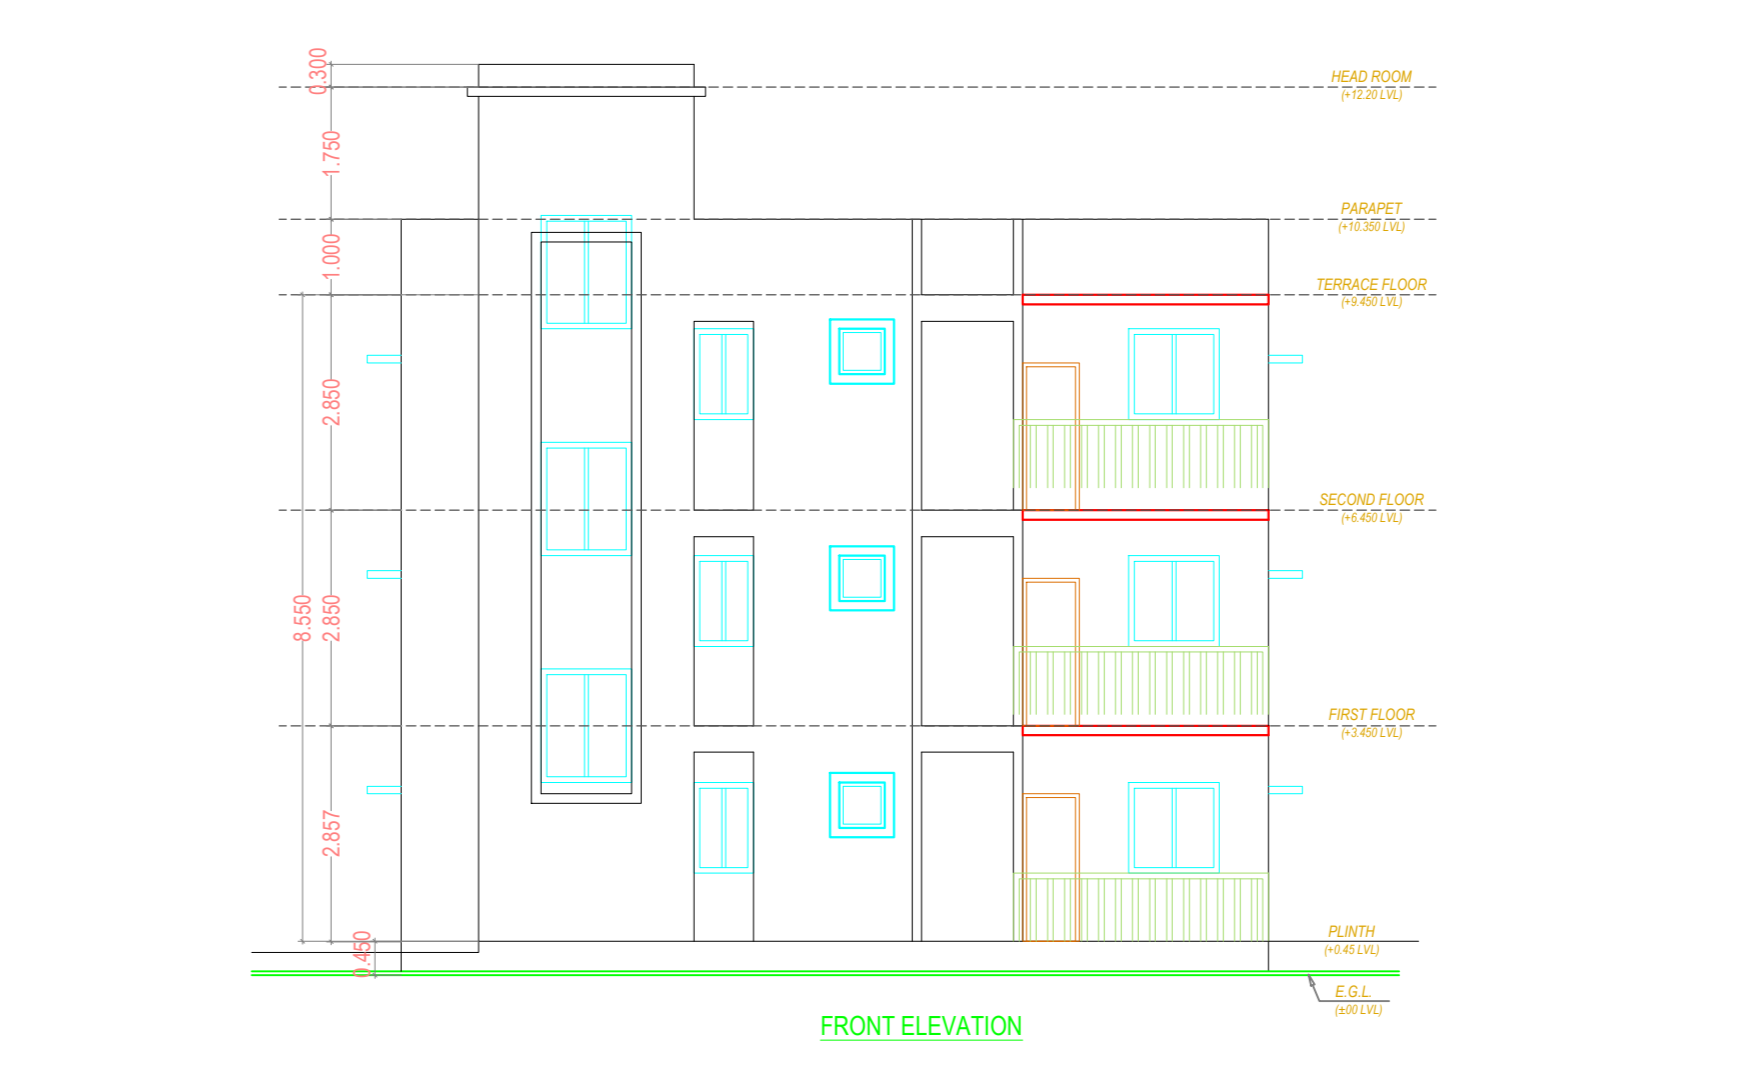 0.300
HEAD ROOM
(+12.20 LVL)
1.750
PARAPET
(+10.350 LVL)
1.000
TERRACE FLOOR
(+9.450 LVL)
2.850
SECOND FLOOR
(+6.450 LVL)
8.550
2.850
FIRST FLOOR
(+3.450 LVL)
2.857
PLINTH
(+0.45 LVL)
0.450
E.G.L.
(±00 LVL)
FRONT ELEVATION